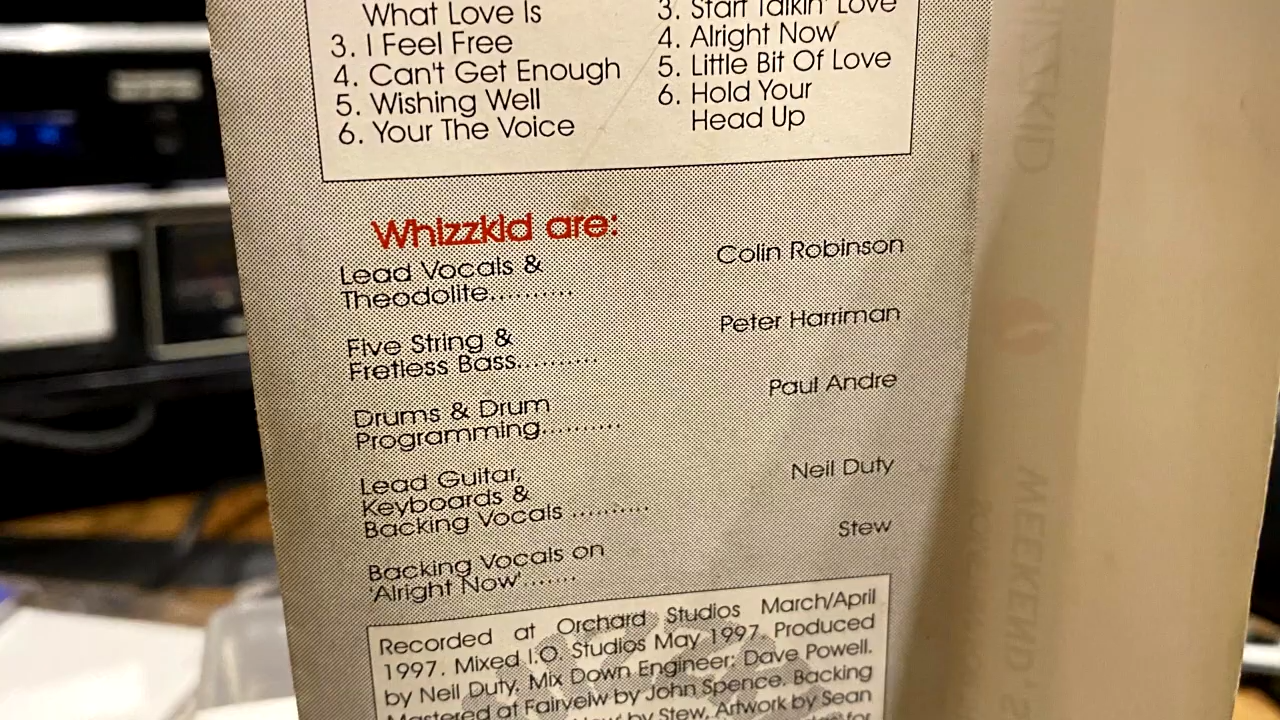 What Love Is
3. I Feel Free
4. Can't Get Enough
5. Wishing Well
6. Your The Voice
3. Start Talkin' Love
4. Alright Now
5. Little Bit Of Love
6. Hold Your
Head Up
Whizzkid are:
Lead Vocals &
Theodolite.......... Colin Robinson
Five String &
Fretless Bass.......... Peter Harriman
Drums & Drum
Programming.......... Paul Andre
Lead Guitar,
Keyboards &
Backing Vocals .......... Neil Duty
Backing Vocals on
'Alright Now'....... Stew
Recorded at Orchard Studios March/April
1997. Mixed I.O. Studios May 1997. Produced
by Neil Duty. Mix Down Engineer: Dave Powell.
Mastered at Fairveiw by John Spence. Backing
by Stew. Artwork by Sean
for
WHIZZKID
WEEKEND'S